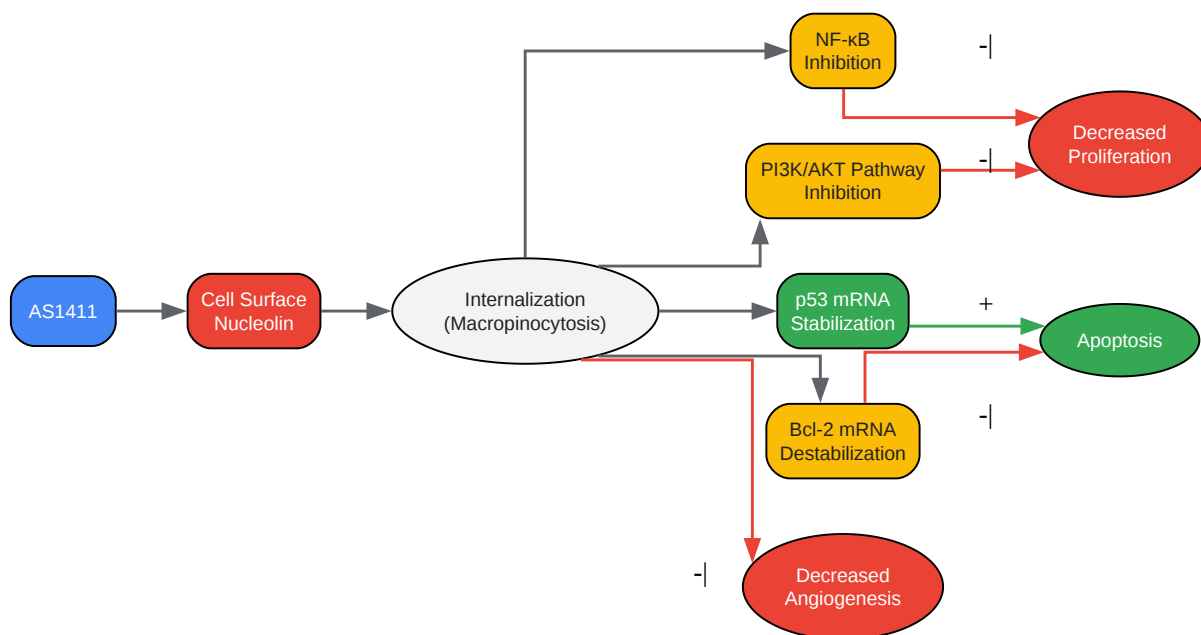 NF-κB
Inhibition
-|
Decreased
Proliferation
PI3K/AKT Pathway
Inhibition
-|
AS1411
Cell Surface
Nucleolin
Internalization
(Macropinocytosis)
p53 mRNA
Stabilization
+
Apoptosis
Bcl-2 mRNA
Destabilization
-|
-|
Decreased
Angiogenesis